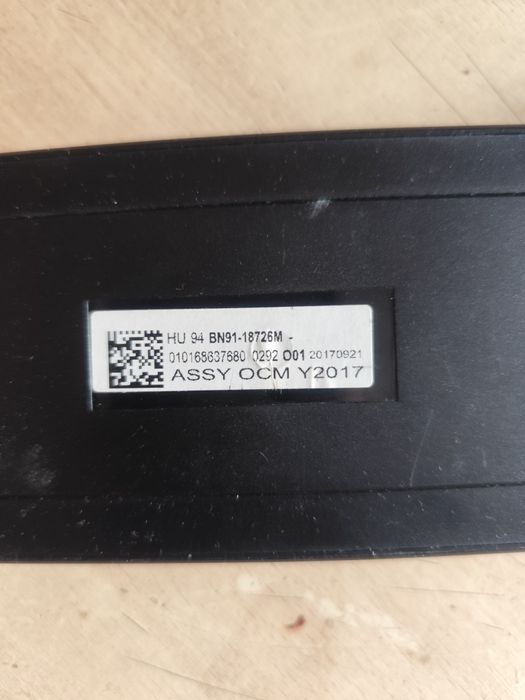 HU 94 BN91-18726M -
010168637680 0292 O01 20170921
ASSY OCM Y2017